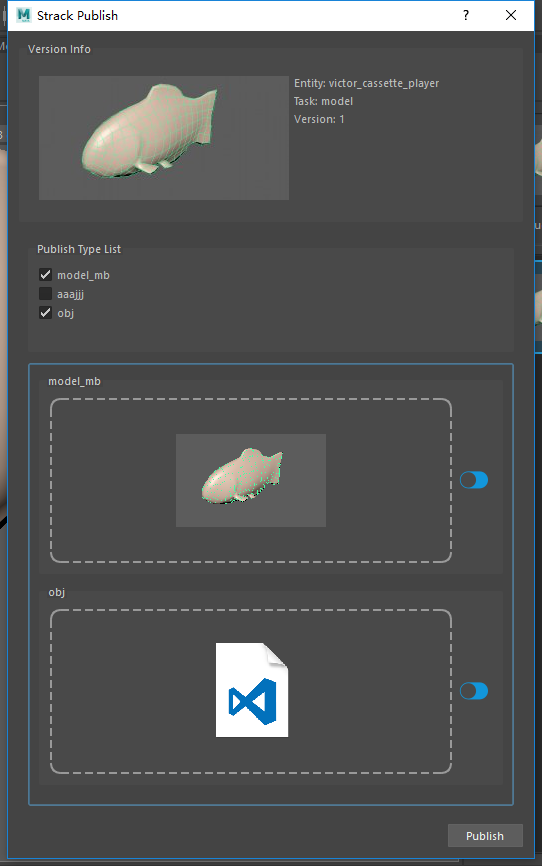 Strack Publish
?
Version Info
Entity: victor_cassette_player
Task: model
Version: 1
Publish Type List
model_mb
aaajjj
obj
model_mb
obj
Publish